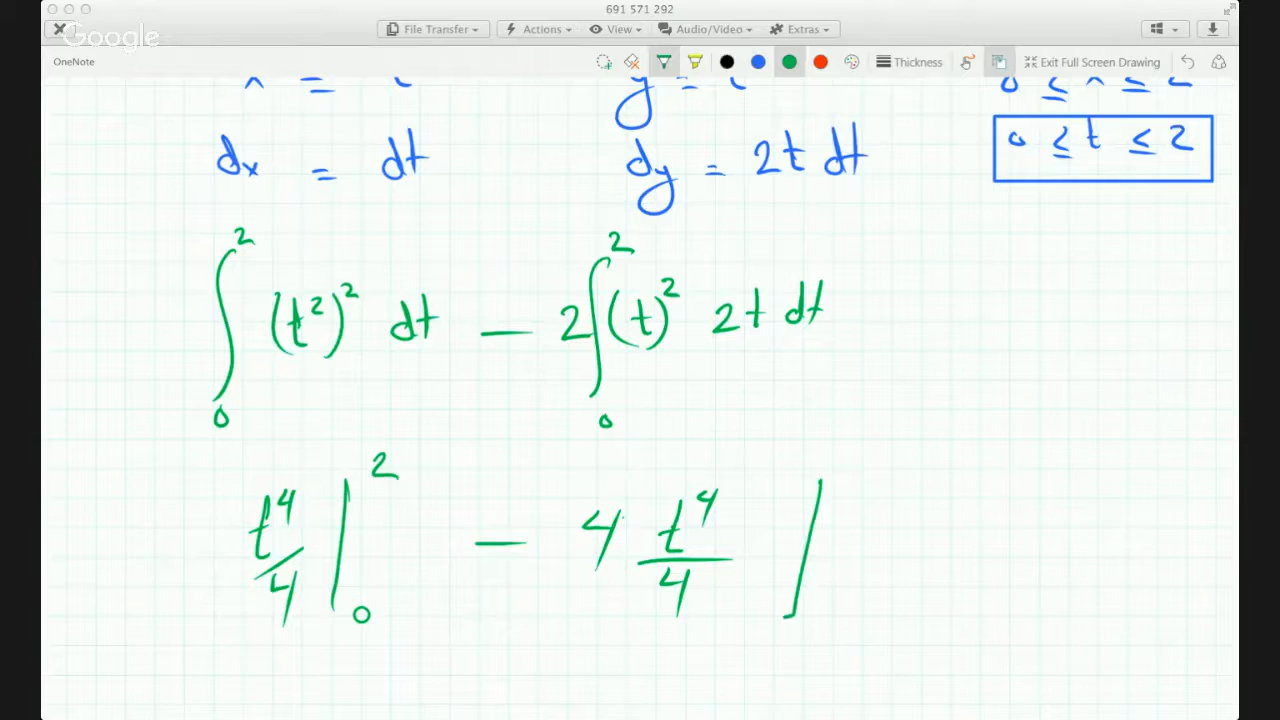 691 571 292
Google
File Transfer Actions View Audio/Video Extras
OneNote Thickness Exit Full Screen Drawing
dx = dt dy = 2t dt 0 ≤ t ≤ 2
∫₀² (t²)² dt — 2∫₀² (t)² 2t dt
t⁴/4 |₀² — 4 t⁴/4 |